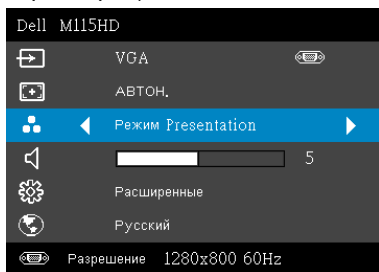 Dell M115HD
VGA
АВТОН.
Режим Presentation
5
Расширенные
Русский
Разрешение 1280x800 60Hz